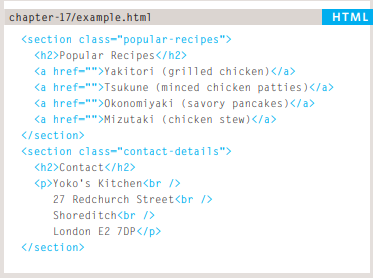 chapter-17/example.html HTML
<section class="popular-recipes">
<h2>Popular Recipes</h2>
<a href="">Yakitori (grilled chicken)</a>
<a href="">Tsukune (minced chicken patties)</a>
<a href="">Okonomiyaki (savory pancakes)</a>
<a href="">Mizutaki (chicken stew)</a>
</section>
<section class="contact-details">
<h2>Contact</h2>
<p>Yoko's Kitchen<br />
27 Redchurch Street<br />
Shoreditch<br />
London E2 7DP</p>
</section>